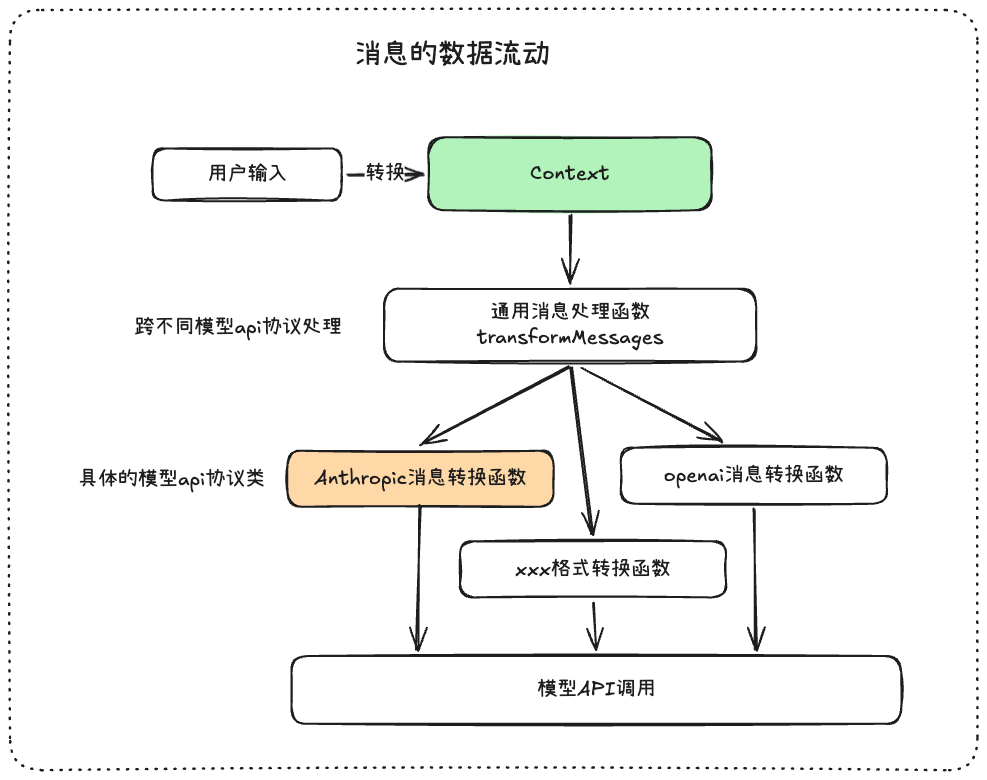 消息的数据流动
用户输入
转换
Context
跨不同模型api协议处理
通用消息处理函数
transformMessages
具体的模型api协议类
Anthropic消息转换函数
openai消息转换函数
xxx格式转换函数
模型API调用